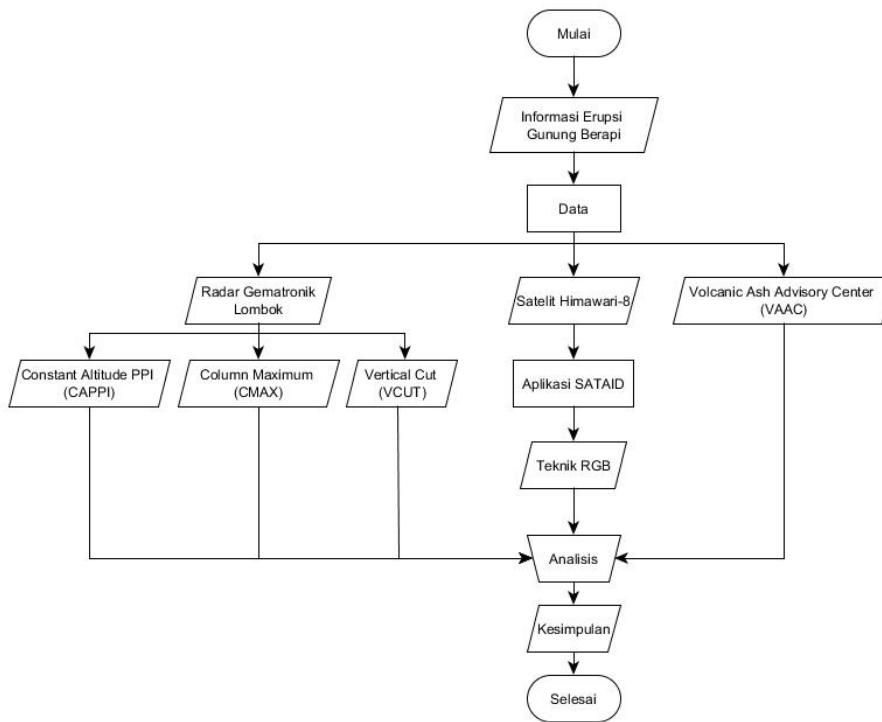 Mulai
Informasi Erupsi
Gunung Berapi
Data
Radar Gematronik
Lombok
Satelit Himawari-8
Volcanic Ash Advisory Center
(VAAC)
Constant Altitude PPI
(CAPPI)
Column Maximum
(CMAX)
Vertical Cut
(VCUT)
Aplikasi SATAID
Teknik RGB
Analisis
Kesimpulan
Selesai